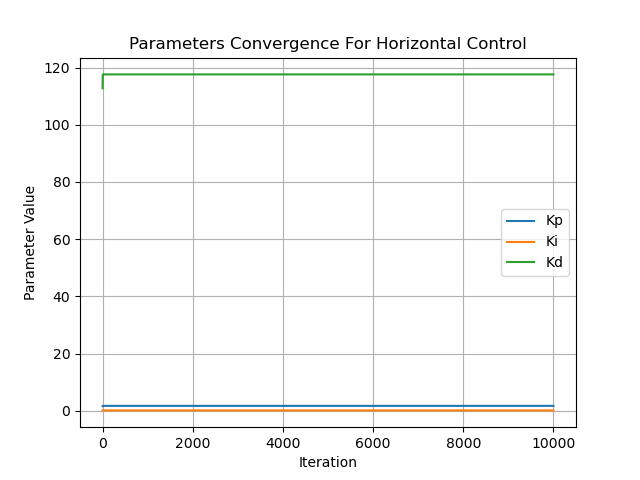 Parameters Convergence For Horizontal Control
120
100
80
60
40
20
0
Parameter Value
Kp
Ki
Kd
0 2000 4000 6000 8000 10000
Iteration